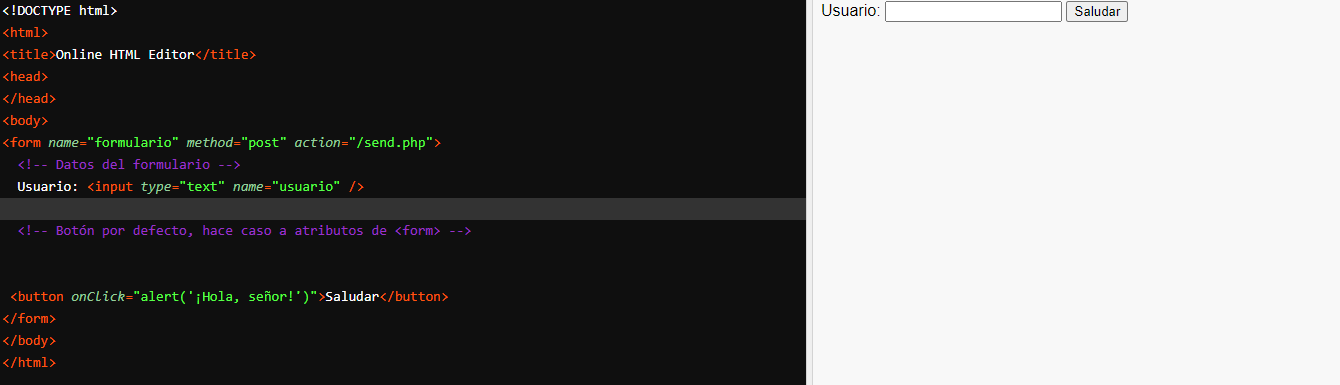 <!DOCTYPE html>
<html>
<title>Online HTML Editor</title>
<head>
</head>
<body>
<form name="formulario" method="post" action="/send.php">
  <!-- Datos del formulario -->
  Usuario: <input type="text" name="usuario" />
  <!-- Botón por defecto, hace caso a atributos de <form> -->
 <button onClick="alert('¡Hola, señor!')">Saludar</button>
</form>
</body>
</html>
Usuario: Saludar